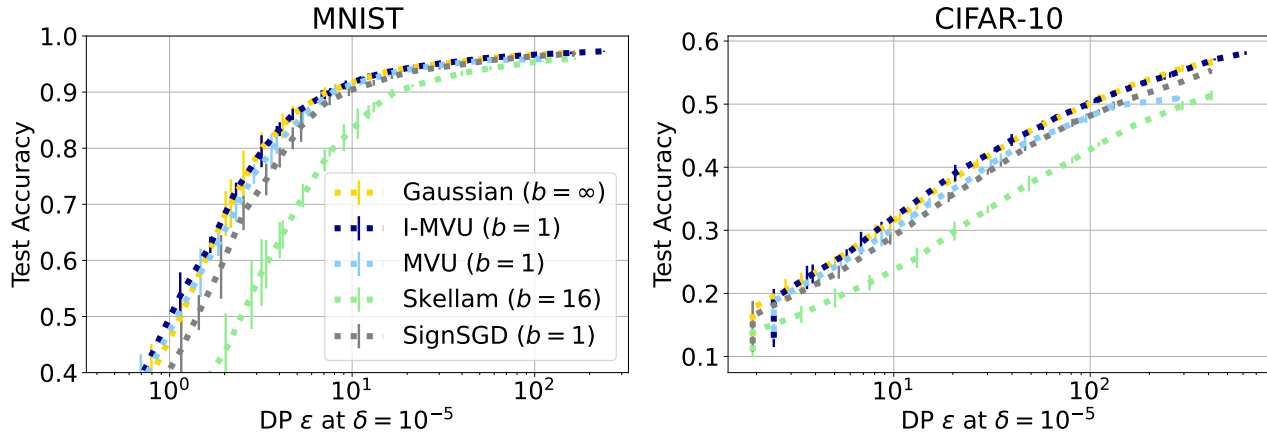 MNIST
1.0
0.9
0.8
0.7
0.6
0.5
0.4
Test Accuracy
10⁰
10¹
10²
DP ε at δ = 10⁻⁵
Gaussian (b = ∞)
I-MVU (b = 1)
MVU (b = 1)
Skellam (b = 16)
SignSGD (b = 1)
CIFAR-10
0.6
0.5
0.4
0.3
0.2
0.1
Test Accuracy
10¹
10²
DP ε at δ = 10⁻⁵